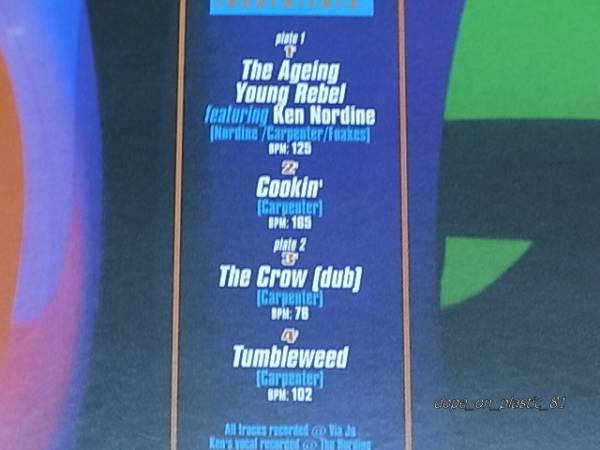 plate 1
1
The Ageing
Young Rebel
featuring Ken Nordine
[Nordine /Carpenter/Foakes]
BPM: 125
2
Cookin'
[Carpenter]
BPM: 165
plate 2
3
The Crow [dub]
[Carpenter]
BPM: 78
4
Tumbleweed
[Carpenter]
BPM: 102
All tracks recorded @ Via Ja
Ken's vocal recorded @ The Nordine
dope_on_plastic_81